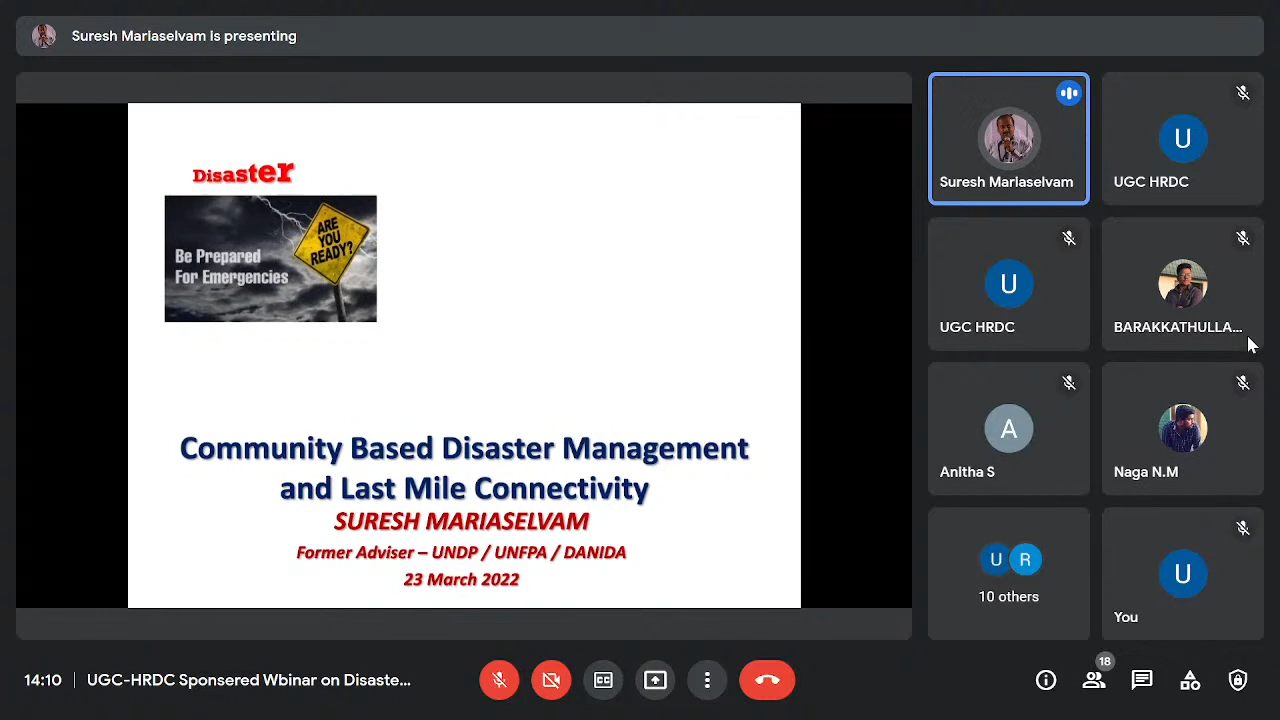 Suresh Mariaselvam is presenting
Disaster
Be Prepared
For Emergencies
ARE
YOU
READY?
Community Based Disaster Management
and Last Mile Connectivity
SURESH MARIASELVAM
Former Adviser – UNDP / UNFPA / DANIDA
23 March 2022
Suresh Mariaselvam
U
UGC HRDC
U
UGC HRDC
BARAKKATHULLA...
A
Anitha S
Naga N.M
U R
10 others
U
You
14:10 | UGC-HRDC Sponsered Wbinar on Disaste...
CC
18